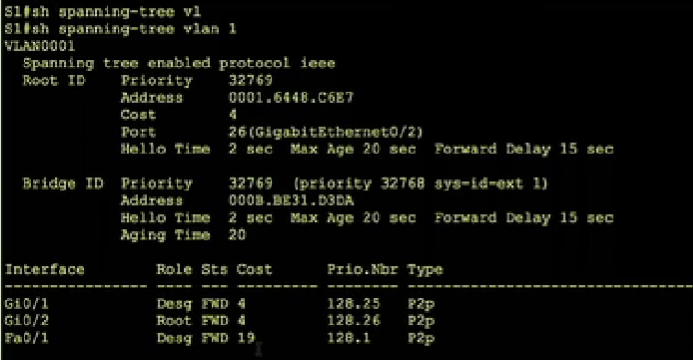 S1#sh spanning-tree vl
S1#sh spanning-tree vlan 1
VLAN0001
  Spanning tree enabled protocol ieee
  Root ID    Priority    32769
             Address     0001.6448.C6E7
             Cost        4
             Port        26(GigabitEthernet0/2)
             Hello Time  2 sec  Max Age 20 sec  Forward Delay 15 sec

  Bridge ID  Priority    32769  (priority 32768 sys-id-ext 1)
             Address     000B.BE31.D3DA
             Hello Time  2 sec  Max Age 20 sec  Forward Delay 15 sec
             Aging Time  20

Interface        Role Sts Cost      Prio.Nbr Type
---------------- ---- --- --------- -------- --------------------------------
Gi0/1            Desg FWD 4         128.25   P2p
Gi0/2            Root FWD 4         128.26   P2p
Fa0/1            Desg FWD 19        128.1    P2p